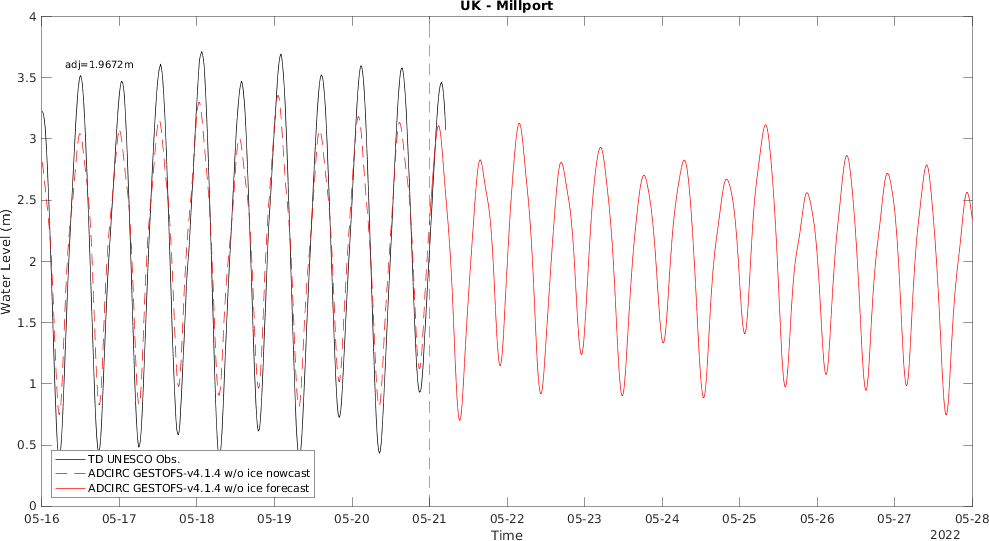 UK - Millport
4
3.5
3
2.5
2
1.5
1
0.5
0
Water Level (m)
adj=1.9672m
TD UNESCO Obs.
ADCIRC GESTOFS-v4.1.4 w/o ice nowcast
ADCIRC GESTOFS-v4.1.4 w/o ice forecast
05-16 05-17 05-18 05-19 05-20 05-21 05-22 05-23 05-24 05-25 05-26 05-27 05-28
Time
2022